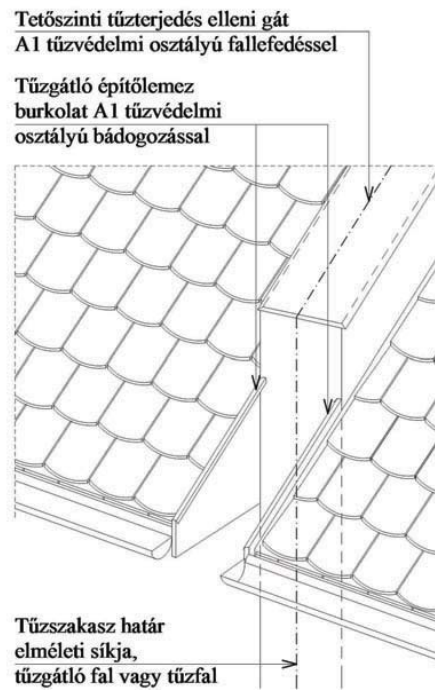 Tetőszinti tűzterjedés elleni gát
A1 tűzvédelmi osztályú fallefedéssel
Tűzgátló építőlemez
burkolat A1 tűzvédelmi
osztályú bádogozással
Tűzszakasz határ
elméleti síkja,
tűzgátló fal vagy tűzfal